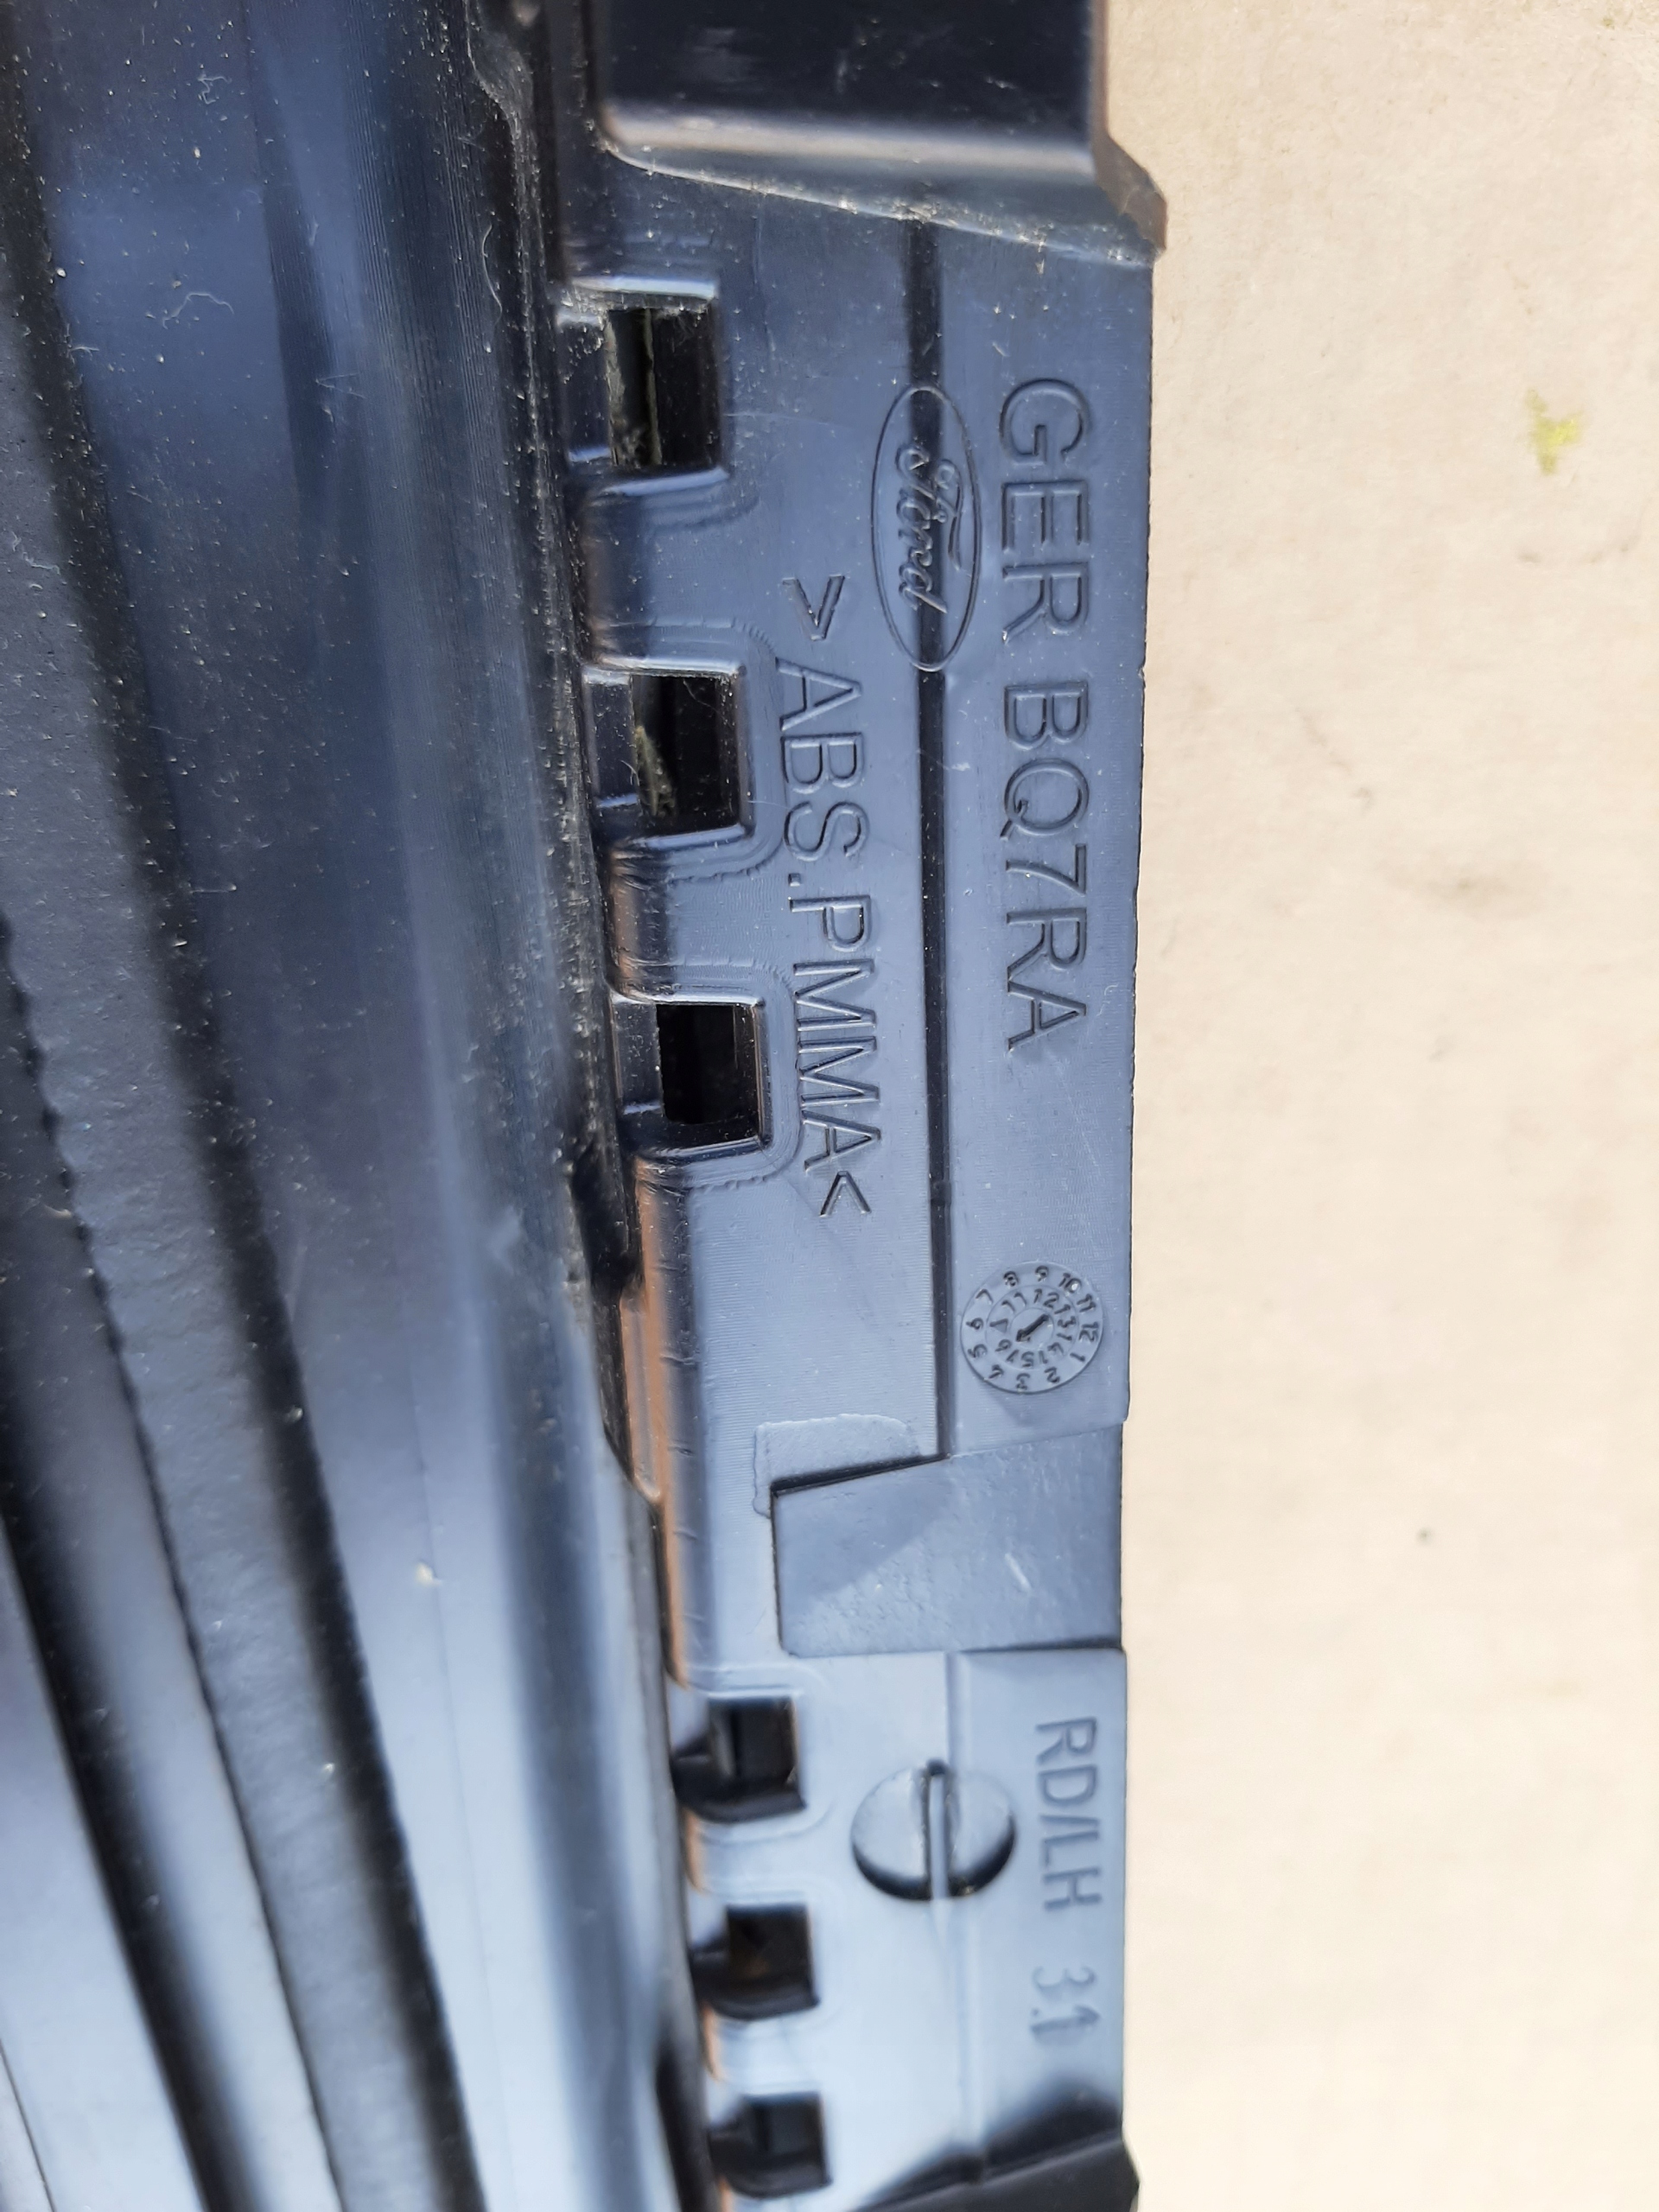 GER BQ7RA
Ford
>ABS.PMMA<
RD/LH 3.1